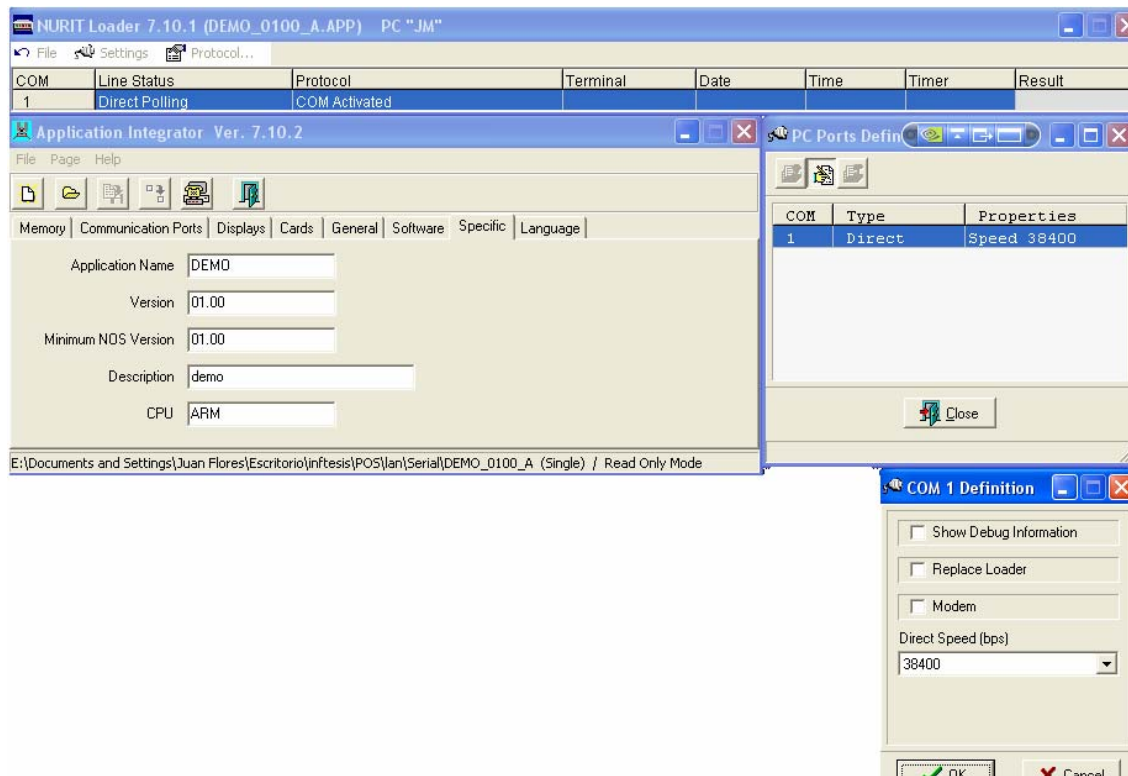 NURIT Loader 7.10.1 (DEMO_0100_A.APP) PC "JM"
File Settings Protocol...
COM Line Status Protocol Terminal Date Time Timer Result
1 Direct Polling COM Activated
Application Integrator Ver. 7.10.2
File Page Help
Memory Communication Ports Displays Cards General Software Specific Language
Application Name DEMO
Version 01.00
Minimum NOS Version 01.00
Description demo
CPU ARM
E:\Documents and Settings\Juan Flores\Escritorio\inftesis\POS\lan\Serial\DEMO_0100_A (Single) / Read Only Mode
PC Ports Defin
COM Type Properties
1 Direct Speed 38400
Close
COM 1 Definition
Show Debug Information
Replace Loader
Modem
Direct Speed (bps)
38400
OK Cancel